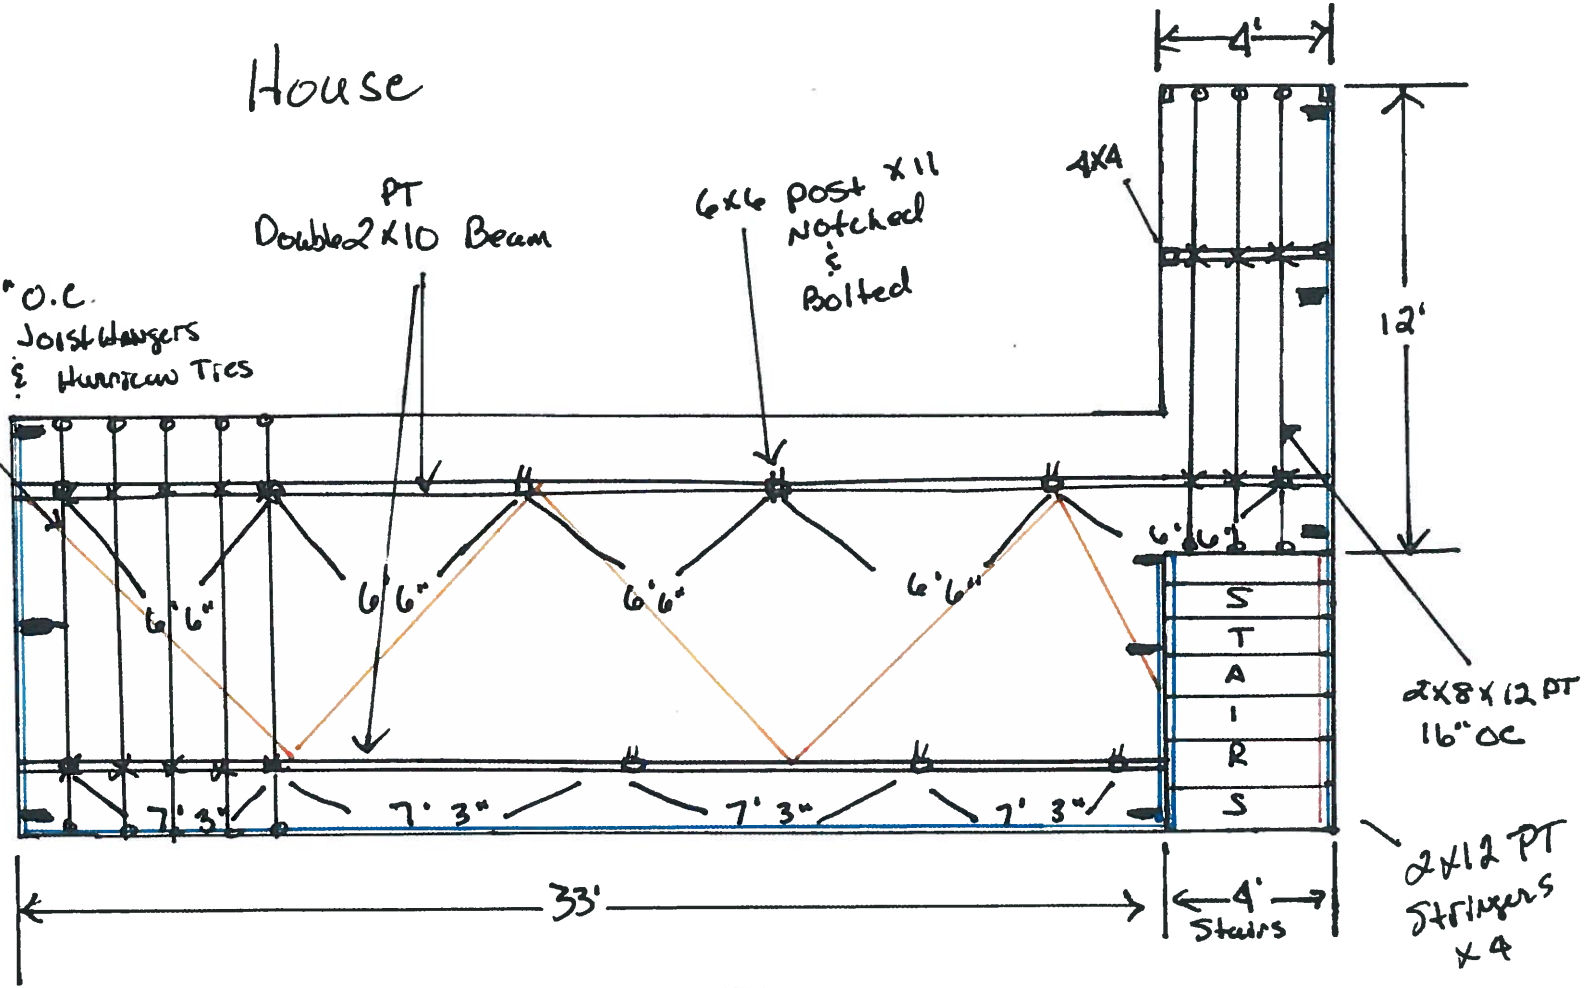 House
4'
PT
Double 2x10 Beam
6x6 Post x11
Notched
&
Bolted
4x4
" O.C.
Joist Hangers
& Hurrican Ties
12'
6' 6"
6' 6"
6' 6"
6' 6"
6' 6"
S
T
A
I
R
S
2x8x12 PT
16" OC
7' 3"
7' 3"
7' 3"
7' 3"
33'
4'
Stairs
2x12 PT
Stringers
x 4